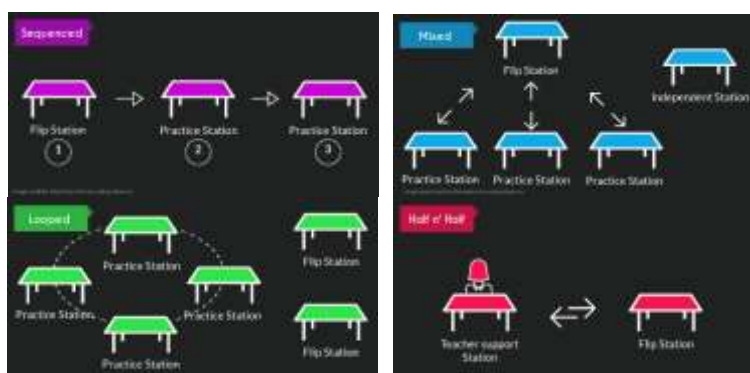 Sequenced
Flip Station
Practice Station
Practice Station
1
2
3
Mixed
Flip Station
Independent Station
Practice Station
Practice Station
Practice Station
Looped
Practice Station
Practice Station
Practice Station
Practice Station
Flip Station
Flip Station
Half n' Half
Teacher support
Station
Flip Station